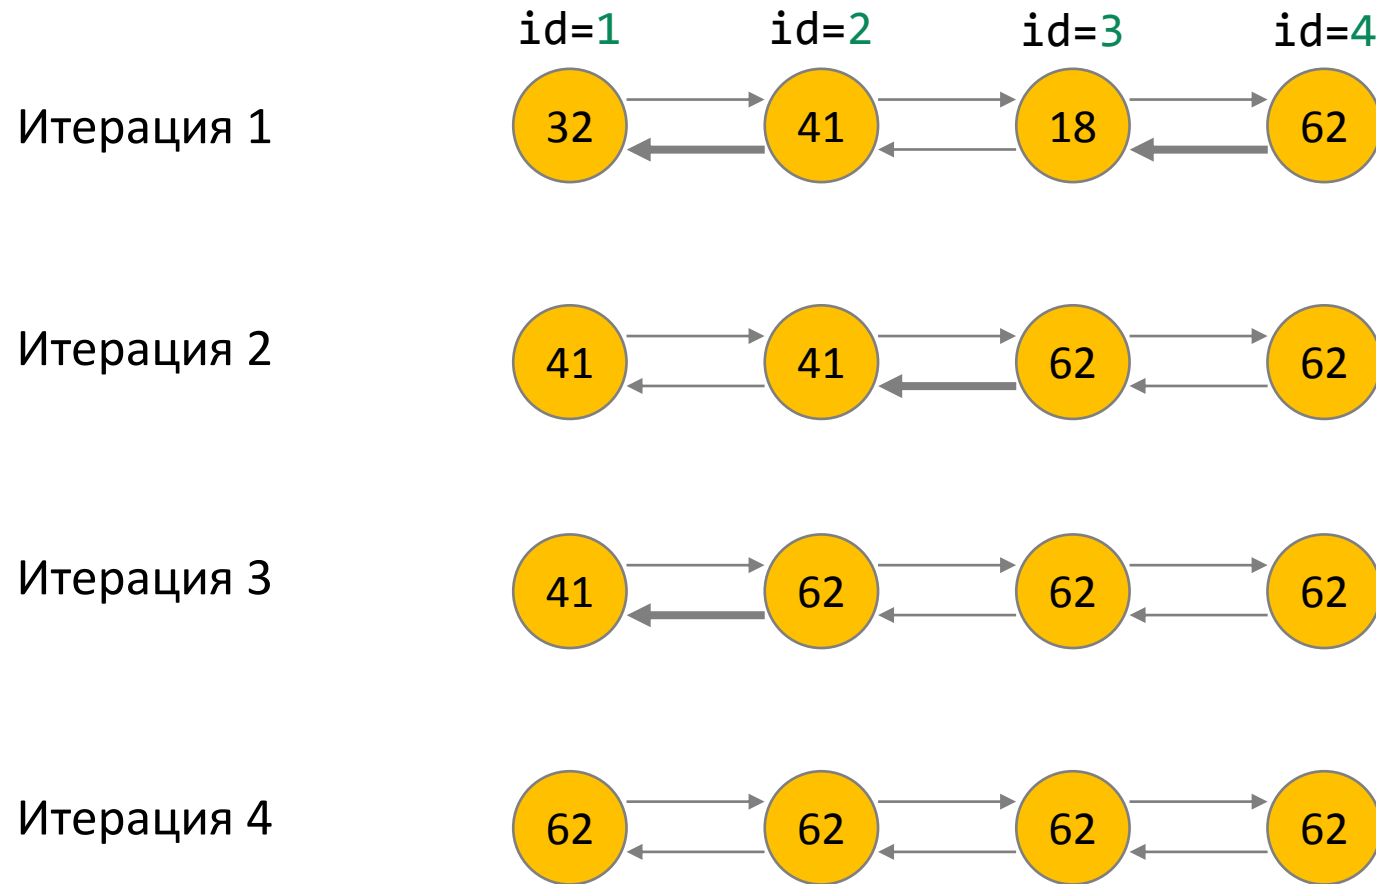 id=1 id=2 id=3 id=4
Итерация 1 32 41 18 62
Итерация 2 41 41 62 62
Итерация 3 41 62 62 62
Итерация 4 62 62 62 62